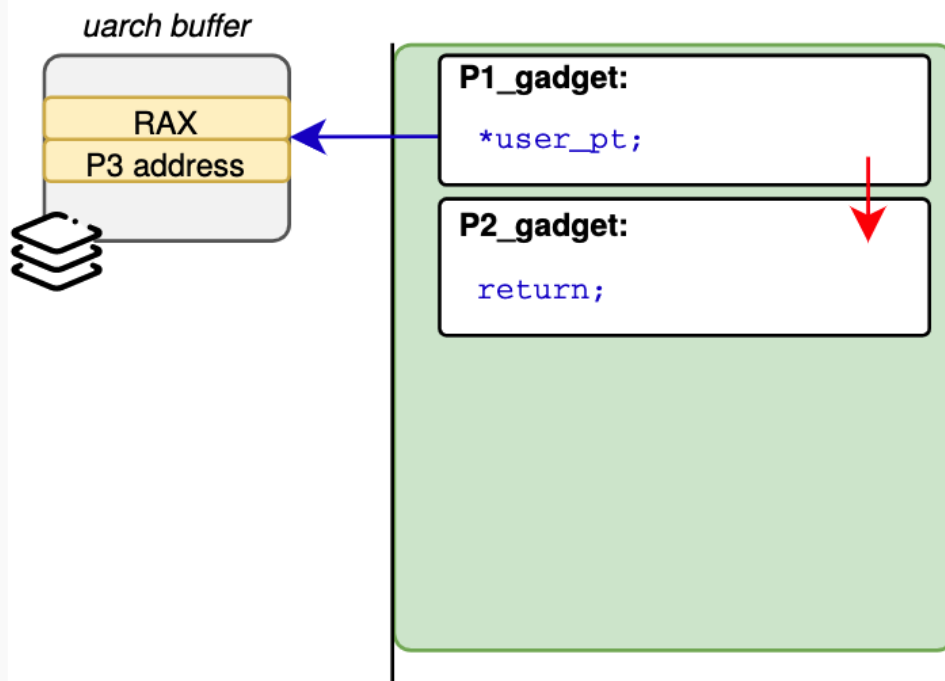 uarch buffer
RAX
P3 address
P1_gadget:
*user_pt;
P2_gadget:
return;